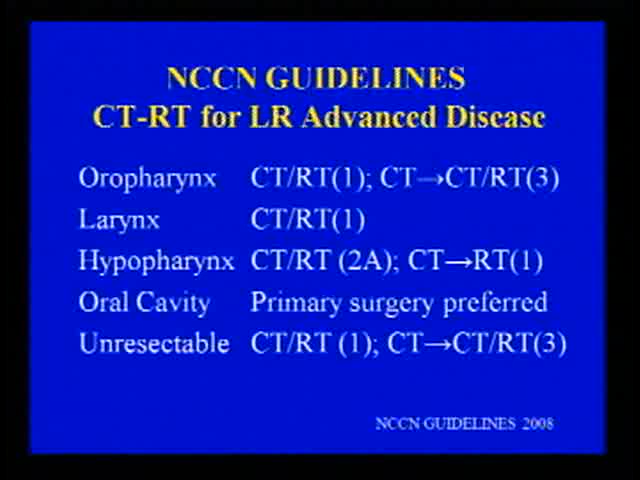 NCCN GUIDELINES
CT-RT for LR Advanced Disease
Oropharynx CT/RT(1); CT→CT/RT(3)
Larynx CT/RT(1)
Hypopharynx CT/RT (2A); CT→RT(1)
Oral Cavity Primary surgery preferred
Unresectable CT/RT (1); CT→CT/RT(3)
NCCN GUIDELINES 2008